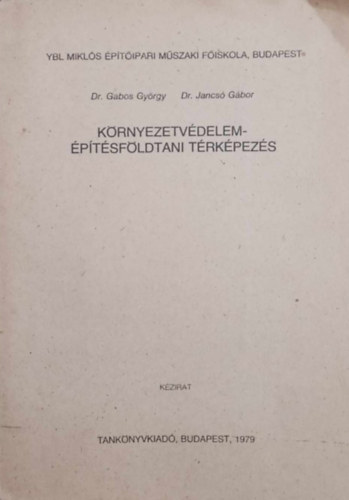 YBL MIKLÓS ÉPÍTŐIPARI MŰSZAKI FŐISKOLA, BUDAPEST
Dr. Gabos György Dr. Jancsó Gábor
KÖRNYEZETVÉDELEM-
ÉPÍTÉSFÖLDTANI TÉRKÉPEZÉS
KÉZIRAT
TANKÖNYVKIADÓ, BUDAPEST, 1979